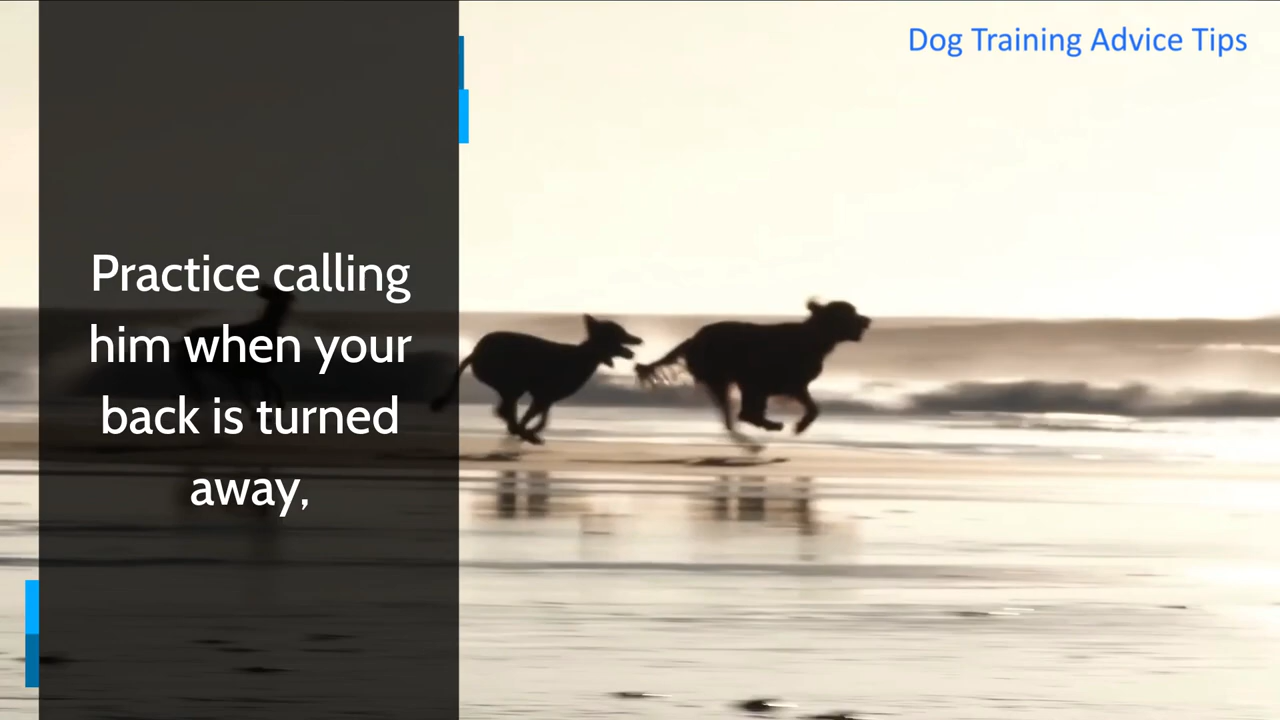 Dog Training Advice Tips
Practice calling
him when your
back is turned
away,